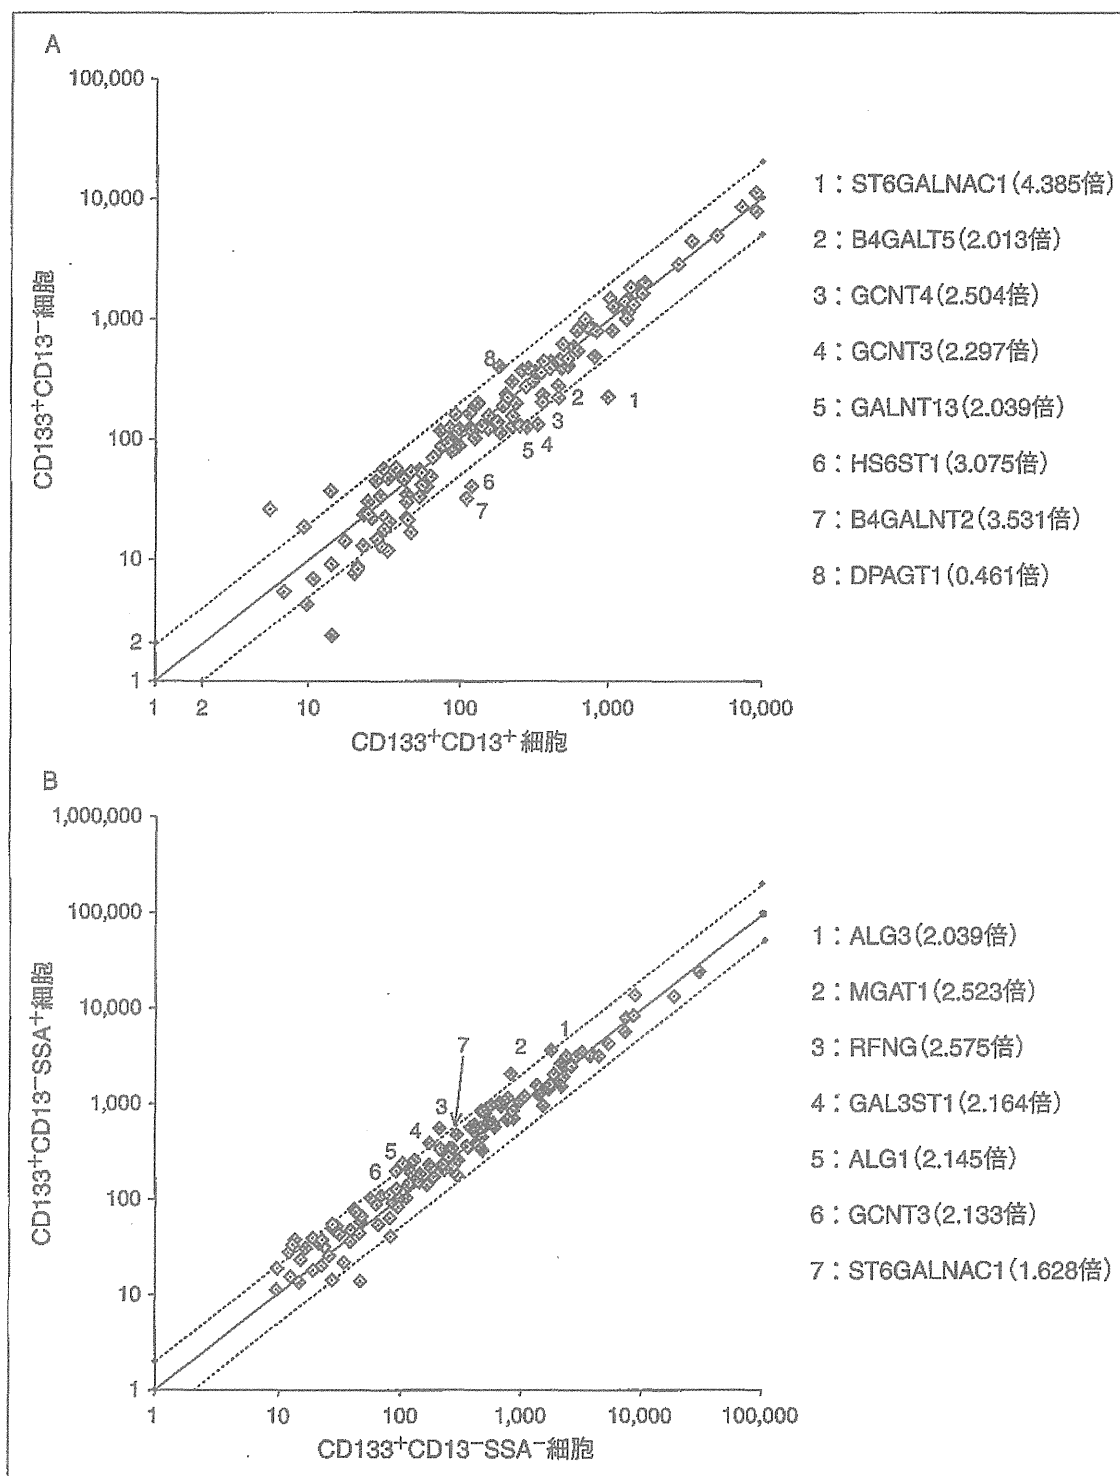 A
100,000
10,000
1,000
100
10
2
1
CD133⁺CD13⁻細胞
8
2
1
3
5
4
6
7
1
2
10
100
1,000
10,000
CD133⁺CD13⁺細胞
1：ST6GALNAC1(4.385倍)
2：B4GALT5(2.013倍)
3：GCNT4(2.504倍)
4：GCNT3(2.297倍)
5：GALNT13(2.039倍)
6：HS6ST1(3.075倍)
7：B4GALNT2(3.531倍)
8：DPAGT1(0.461倍)
B
1,000,000
100,000
10,000
1,000
100
10
1
CD133⁺CD13⁻SSA⁺細胞
7
2
1
3
4
5
6
1
10
100
1,000
10,000
100,000
CD133⁺CD13⁻SSA⁻細胞
1：ALG3(2.039倍)
2：MGAT1(2.523倍)
3：RFNG(2.575倍)
4：GAL3ST1(2.164倍)
5：ALG1(2.145倍)
6：GCNT3(2.133倍)
7：ST6GALNAC1(1.628倍)